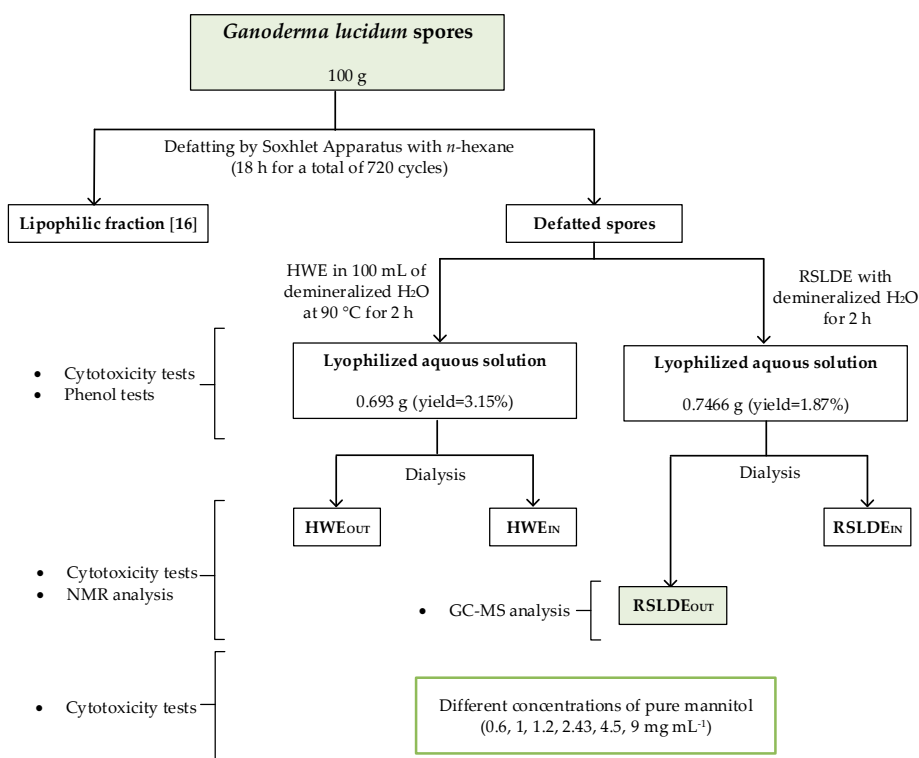 Ganoderma lucidum spores
100 g
Defatting by Soxhlet Apparatus with n-hexane
(18 h for a total of 720 cycles)
Lipophilic fraction [16]
Defatted spores
HWE in 100 mL of
demineralized H2O
at 90 °C for 2 h
RSLDE with
demineralized H2O
for 2 h
• Cytotoxicity tests
• Phenol tests
Lyophilized aquous solution
0.693 g (yield=3.15%)
Lyophilized aquous solution
0.7466 g (yield=1.87%)
Dialysis
Dialysis
HWEOUT
HWEIN
RSLDEIN
• Cytotoxicity tests
• NMR analysis
• GC-MS analysis
RSLDEOUT
• Cytotoxicity tests
Different concentrations of pure mannitol
(0.6, 1, 1.2, 2.43, 4.5, 9 mg mL-1)